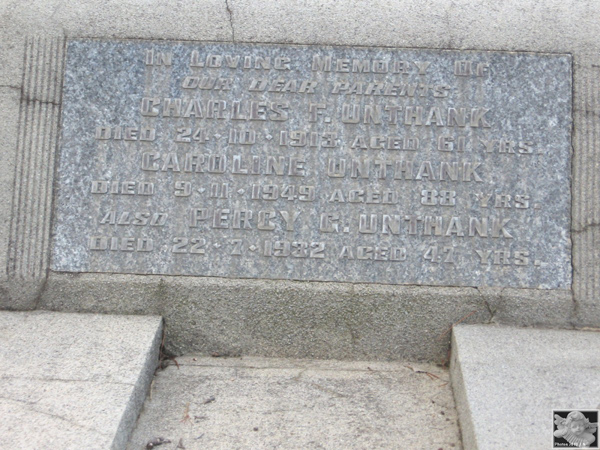 IN LOVING MEMORY OF
OUR DEAR PARENTS
CHARLES F. UNTHANK
DIED 24·10·1913 AGED 61 YRS.
CAROLINE UNTHANK
DIED 9·11·1949 AGED 88 YRS.
ALSO PERCY C. UNTHANK
DIED 22·7·1932 AGED 47 YRS.